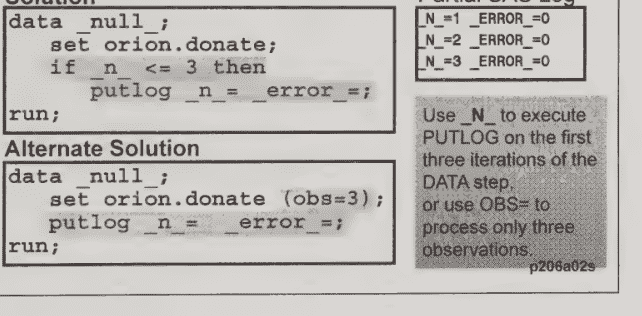 Solution
data _null_;
set orion.donate;
if _n_ <= 3 then
putlog _n_= _error_=;
run;
Alternate Solution
data _null_;
set orion.donate (obs=3);
putlog _n_= _error_=;
run;
Partial SAS Log
_N_=1 _ERROR_=0
_N_=2 _ERROR_=0
_N_=3 _ERROR_=0
Use _N_ to execute
PUTLOG on the first
three iterations of the
DATA step,
or use OBS= to
process only three
observations.
p206a02s